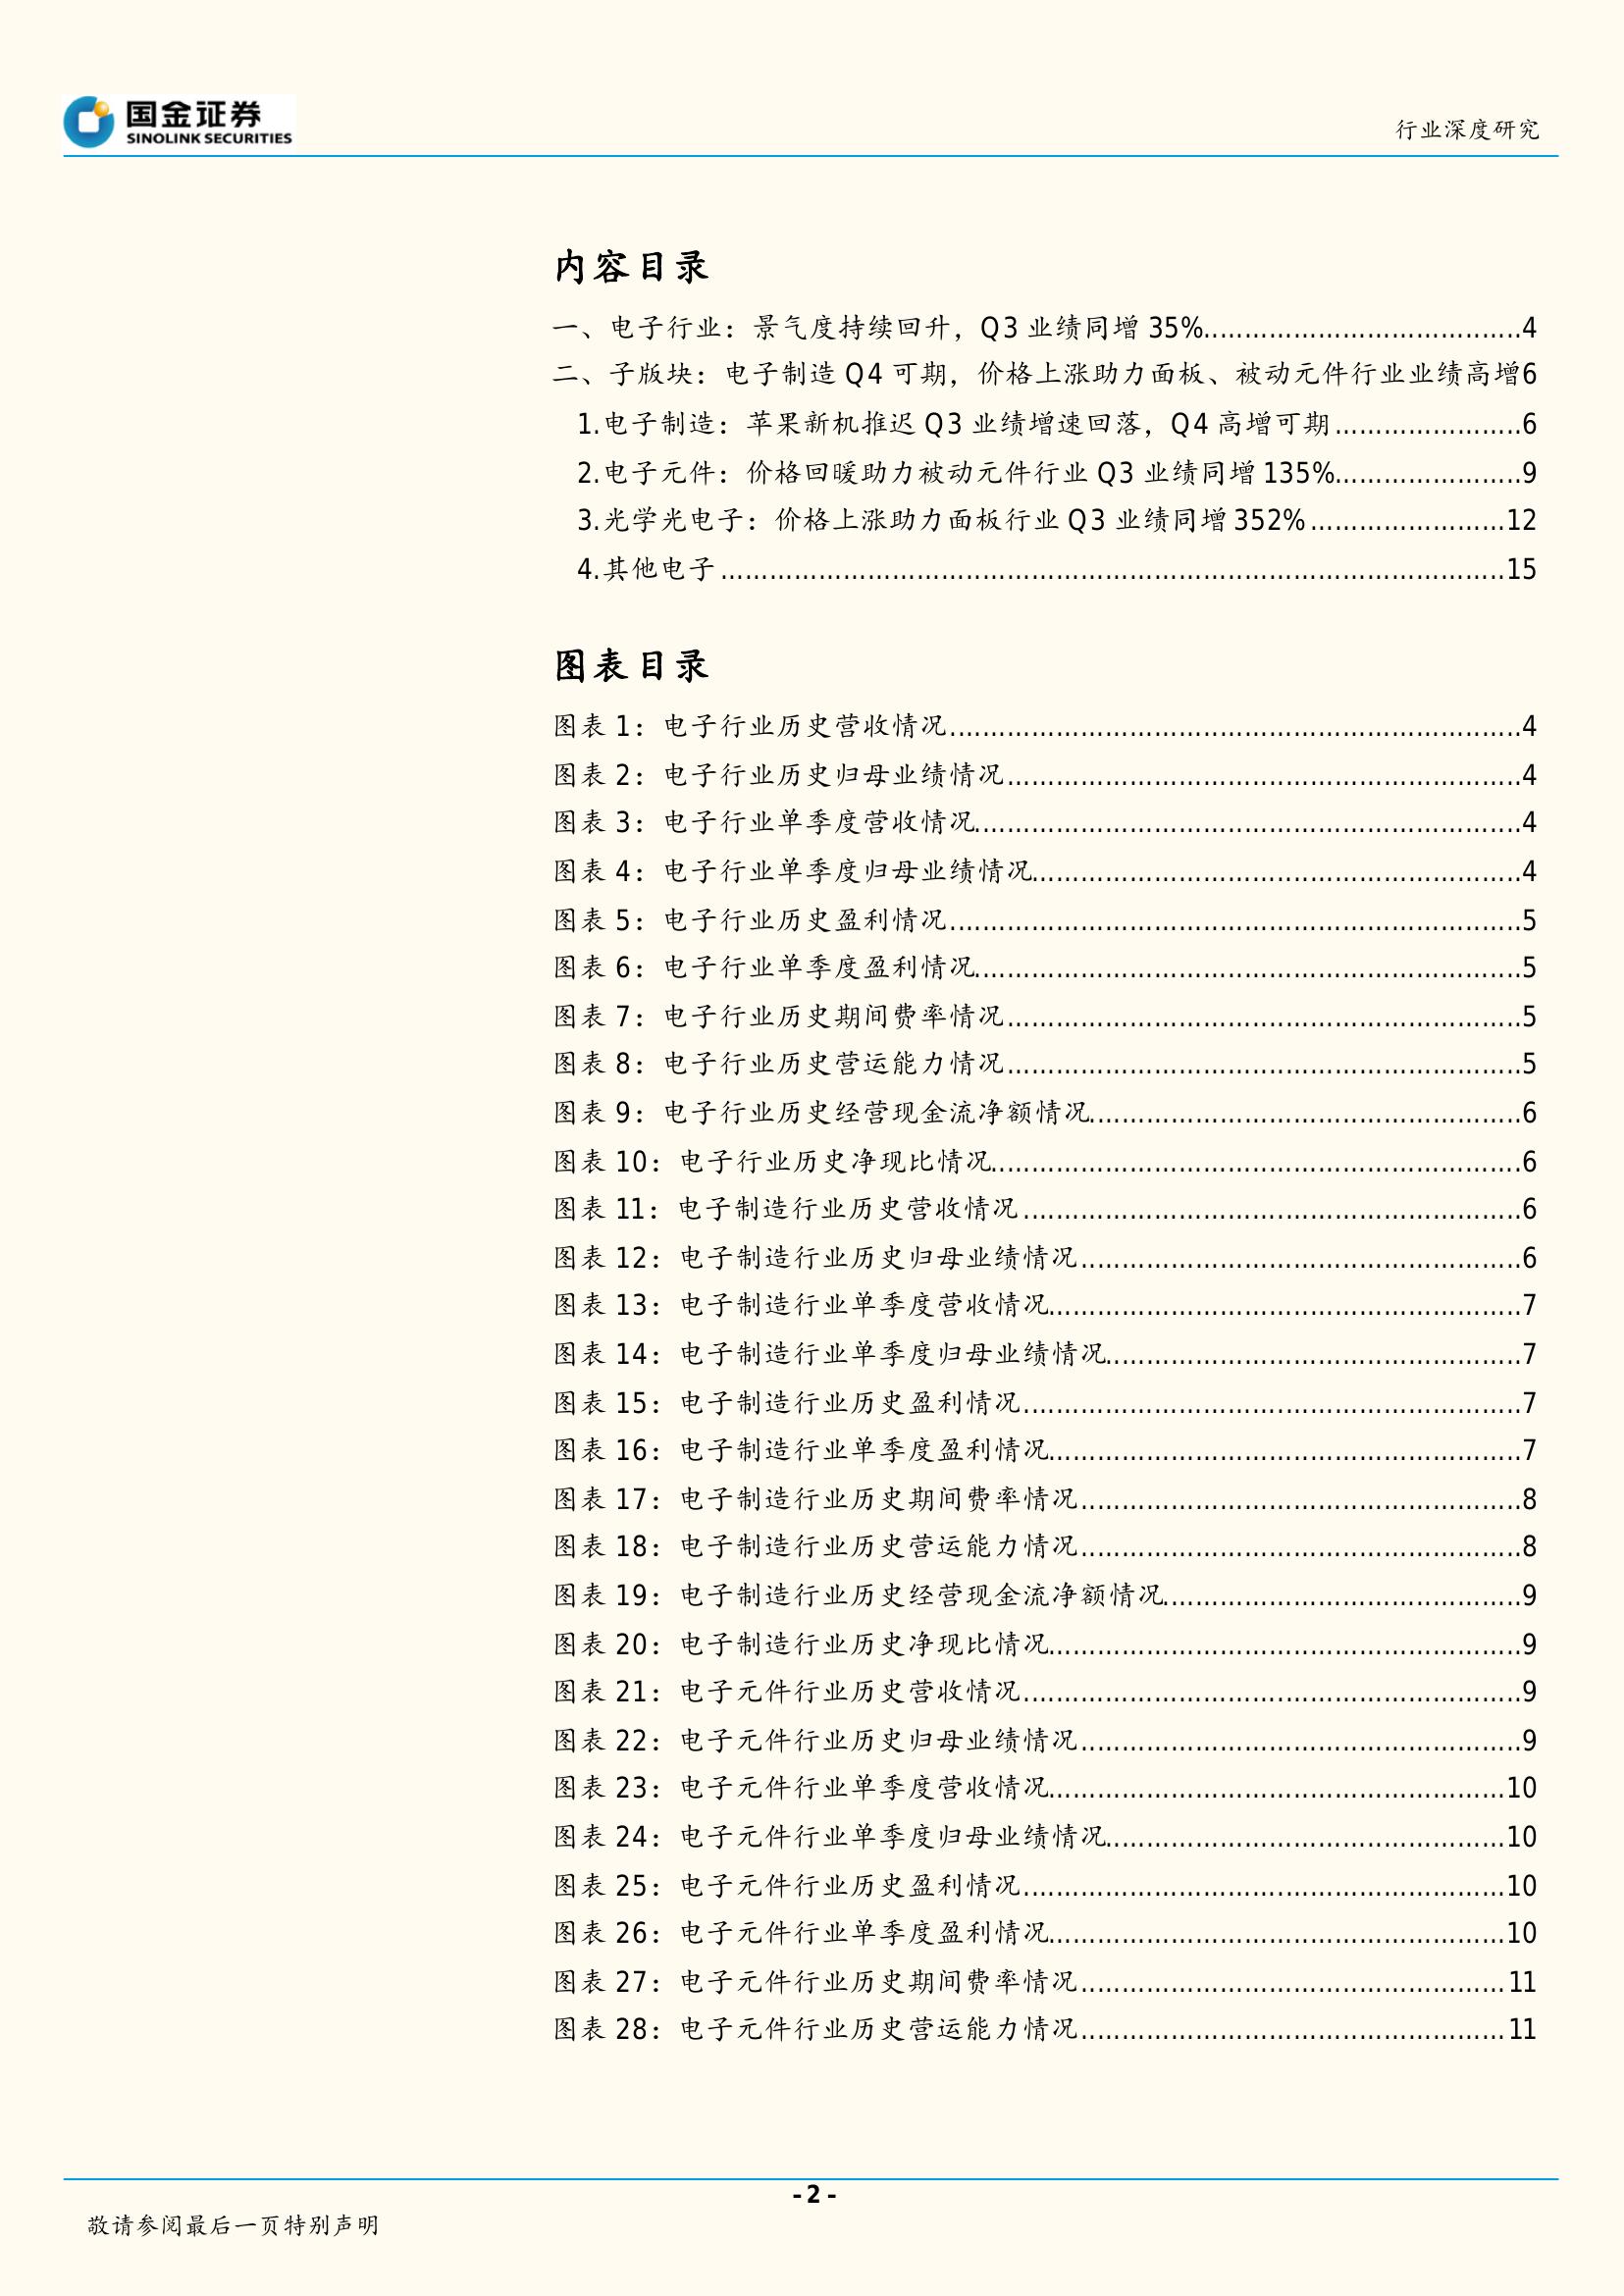 国金证券
SINOLINK SECURITIES
行业深度研究
内容目录
一、电子行业：景气度持续回升，Q3 业绩同增 35%......................................4
二、子版块：电子制造 Q4 可期，价格上涨助力面板、被动元件行业业绩高增6
1.电子制造：苹果新机推迟 Q3 业绩增速回落，Q4 高增可期.......................6
2.电子元件：价格回暖助力被动元件行业 Q3 业绩同增 135%.......................9
3.光学光电子：价格上涨助力面板行业 Q3 业绩同增 352%........................12
4.其他电子................................................................................................15
图表目录
图表 1：电子行业历史营收情况......................................................................4
图表 2：电子行业历史归母业绩情况...............................................................4
图表 3：电子行业单季度营收情况...................................................................4
图表 4：电子行业单季度归母业绩情况............................................................4
图表 5：电子行业历史盈利情况......................................................................5
图表 6：电子行业单季度盈利情况...................................................................5
图表 7：电子行业历史期间费率情况...............................................................5
图表 8：电子行业历史营运能力情况...............................................................5
图表 9：电子行业历史经营现金流净额情况.....................................................6
图表 10：电子行业历史净现比情况.................................................................6
图表 11：电子制造行业历史营收情况.............................................................6
图表 12：电子制造行业历史归母业绩情况......................................................6
图表 13：电子制造行业单季度营收情况..........................................................7
图表 14：电子制造行业单季度归母业绩情况...................................................7
图表 15：电子制造行业历史盈利情况.............................................................7
图表 16：电子制造行业单季度盈利情况..........................................................7
图表 17：电子制造行业历史期间费率情况......................................................8
图表 18：电子制造行业历史营运能力情况......................................................8
图表 19：电子制造行业历史经营现金流净额情况............................................9
图表 20：电子制造行业历史净现比情况..........................................................9
图表 21：电子元件行业历史营收情况.............................................................9
图表 22：电子元件行业历史归母业绩情况......................................................9
图表 23：电子元件行业单季度营收情况........................................................10
图表 24：电子元件行业单季度归母业绩情况.................................................10
图表 25：电子元件行业历史盈利情况...........................................................10
图表 26：电子元件行业单季度盈利情况........................................................10
图表 27：电子元件行业历史期间费率情况....................................................11
图表 28：电子元件行业历史营运能力情况....................................................11
- 2 -
敬请参阅最后一页特别声明